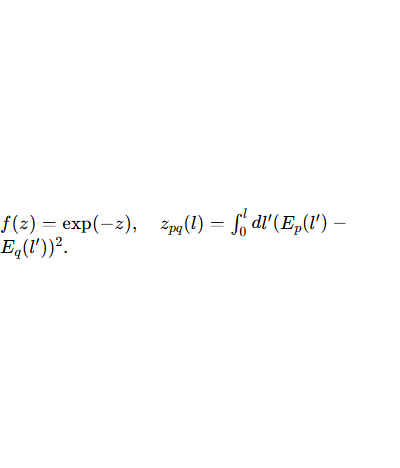 f(z) = exp(−z), z_{pq}(l) = ∫_0^l dl′(E_p(l′) −
E_q(l′))².